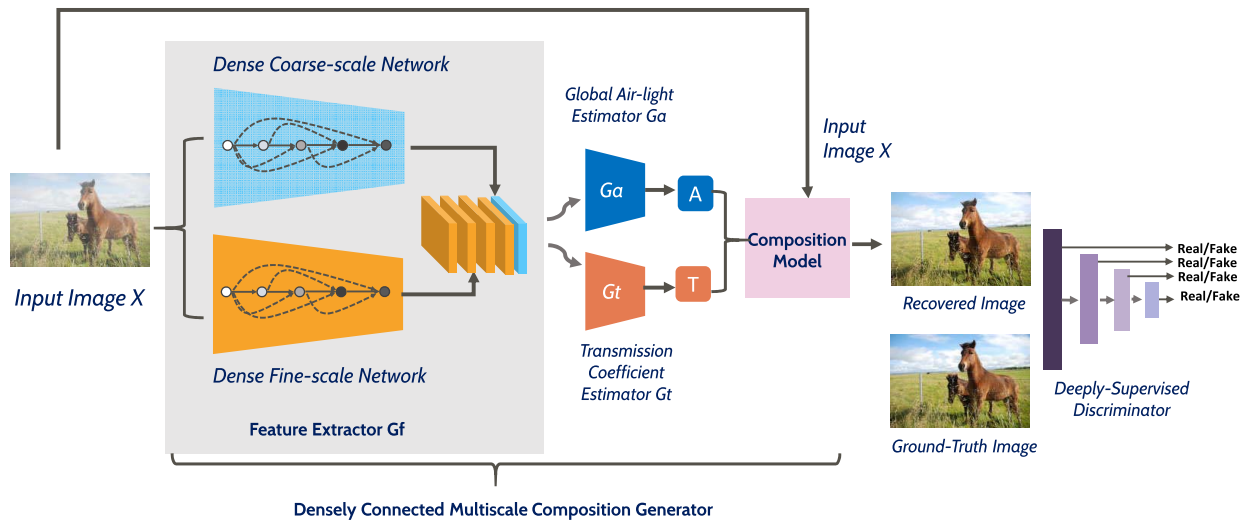 Dense Coarse-scale Network
Global Air-light
Estimator Ga
Input
Image X
Ga
A
Input Image X
Composition
Model
Gt
T
Recovered Image
Real/Fake
Real/Fake
Real/Fake
Real/Fake
Dense Fine-scale Network
Transmission
Coefficient
Estimator Gt
Deeply-Supervised
Discriminator
Feature Extractor Gf
Ground-Truth Image
Densely Connected Multiscale Composition Generator